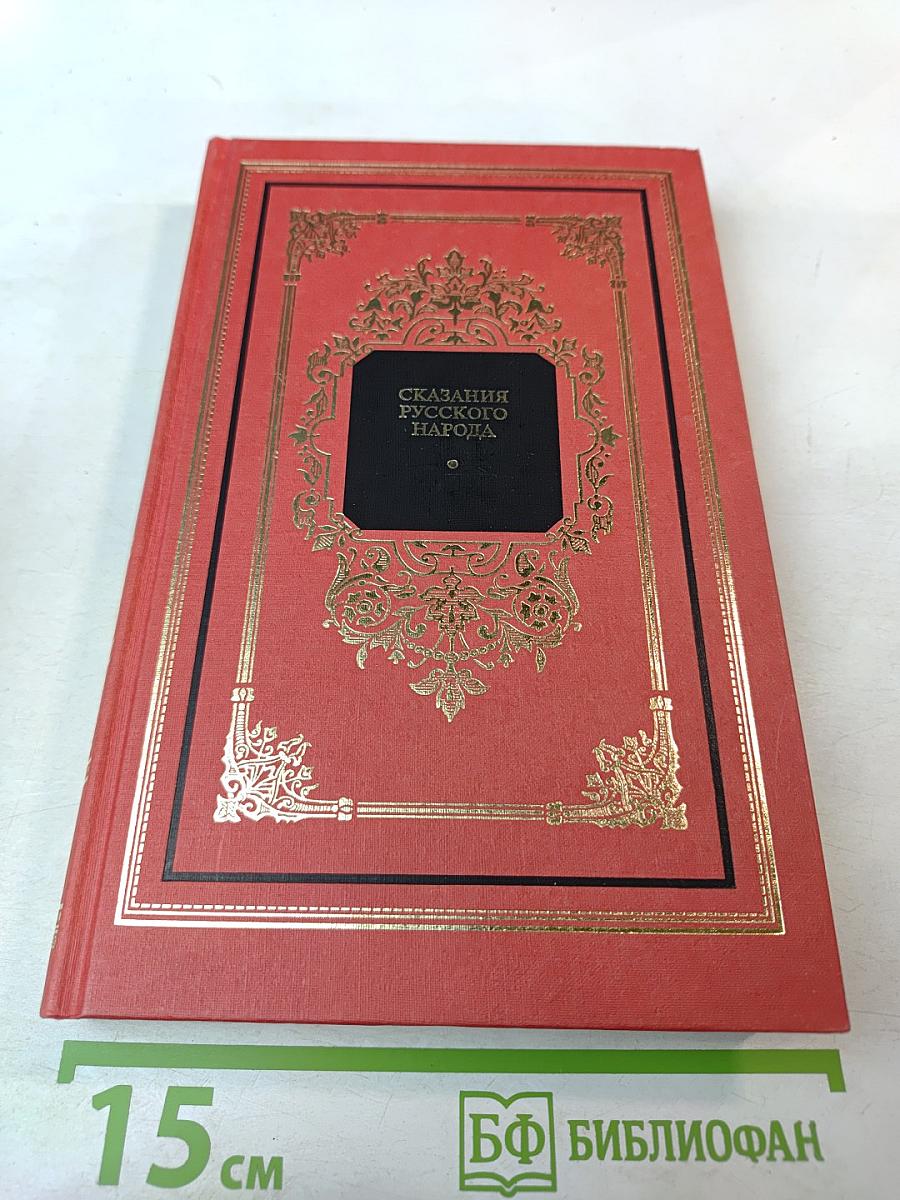 СКАЗАНИЯ
РУССКОГО
НАРОДА
15 см
БФ БИБЛИОФАН